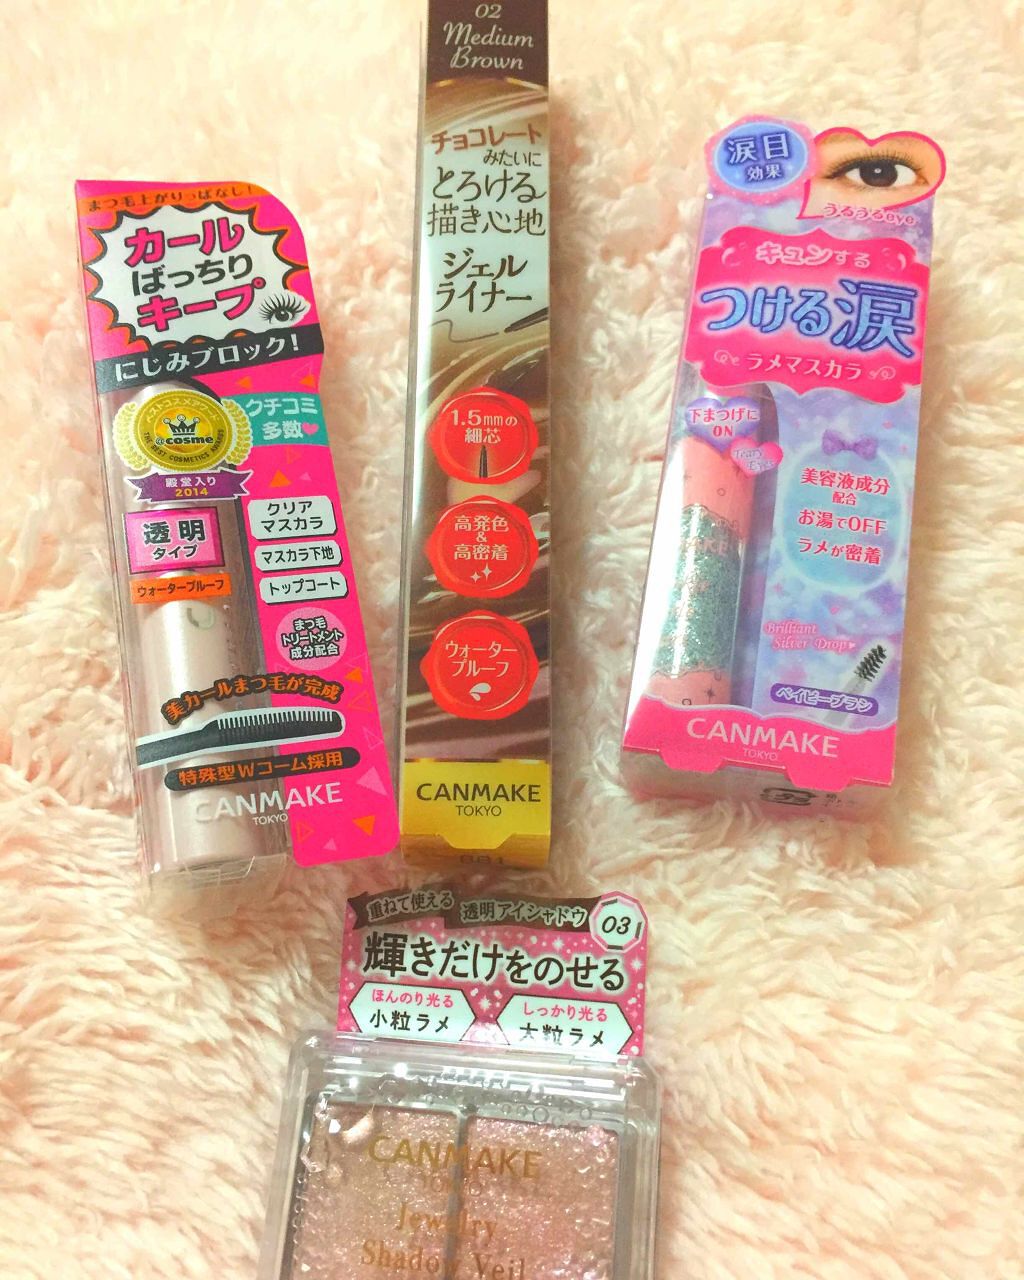 まつ毛上がりっぱなし!
カール
ばっちり
キープ
にじみブロック!
@cosme
THE BEST COSMETICS AWARDS
殿堂入り
2014
クチコミ
多数
透明
タイプ
ウォータープルーフ
クリア
マスカラ
マスカラ下地
トップコート
まつ毛
トリートメント
成分配合
美カールまつ毛が完成
特殊型Wコーム採用
CANMAKE
TOKYO
02
Medium
Brown
チョコレート
みたいに
とろける
描き心地
ジェル
ライナー
1.5mmの
細芯
高発色
&
高密着
ウォーター
プルーフ
CANMAKE
TOKYO
涙目
効果
うるうるeye
キュンする
つける涙
ラメマスカラ
下まつげに
ON
Teary
Eyes
美容液成分
配合
お湯でOFF
ラメが密着
Brilliant
Silver Drop
ベイビーブラシ
CANMAKE
TOKYO
重ねて使える 透明アイシャドウ
03
輝きだけをのせる
ほんのり光る
小粒ラメ
しっかり光る
大粒ラメ
CANMAKE
TOKYO
Jewelry
Shadow Veil